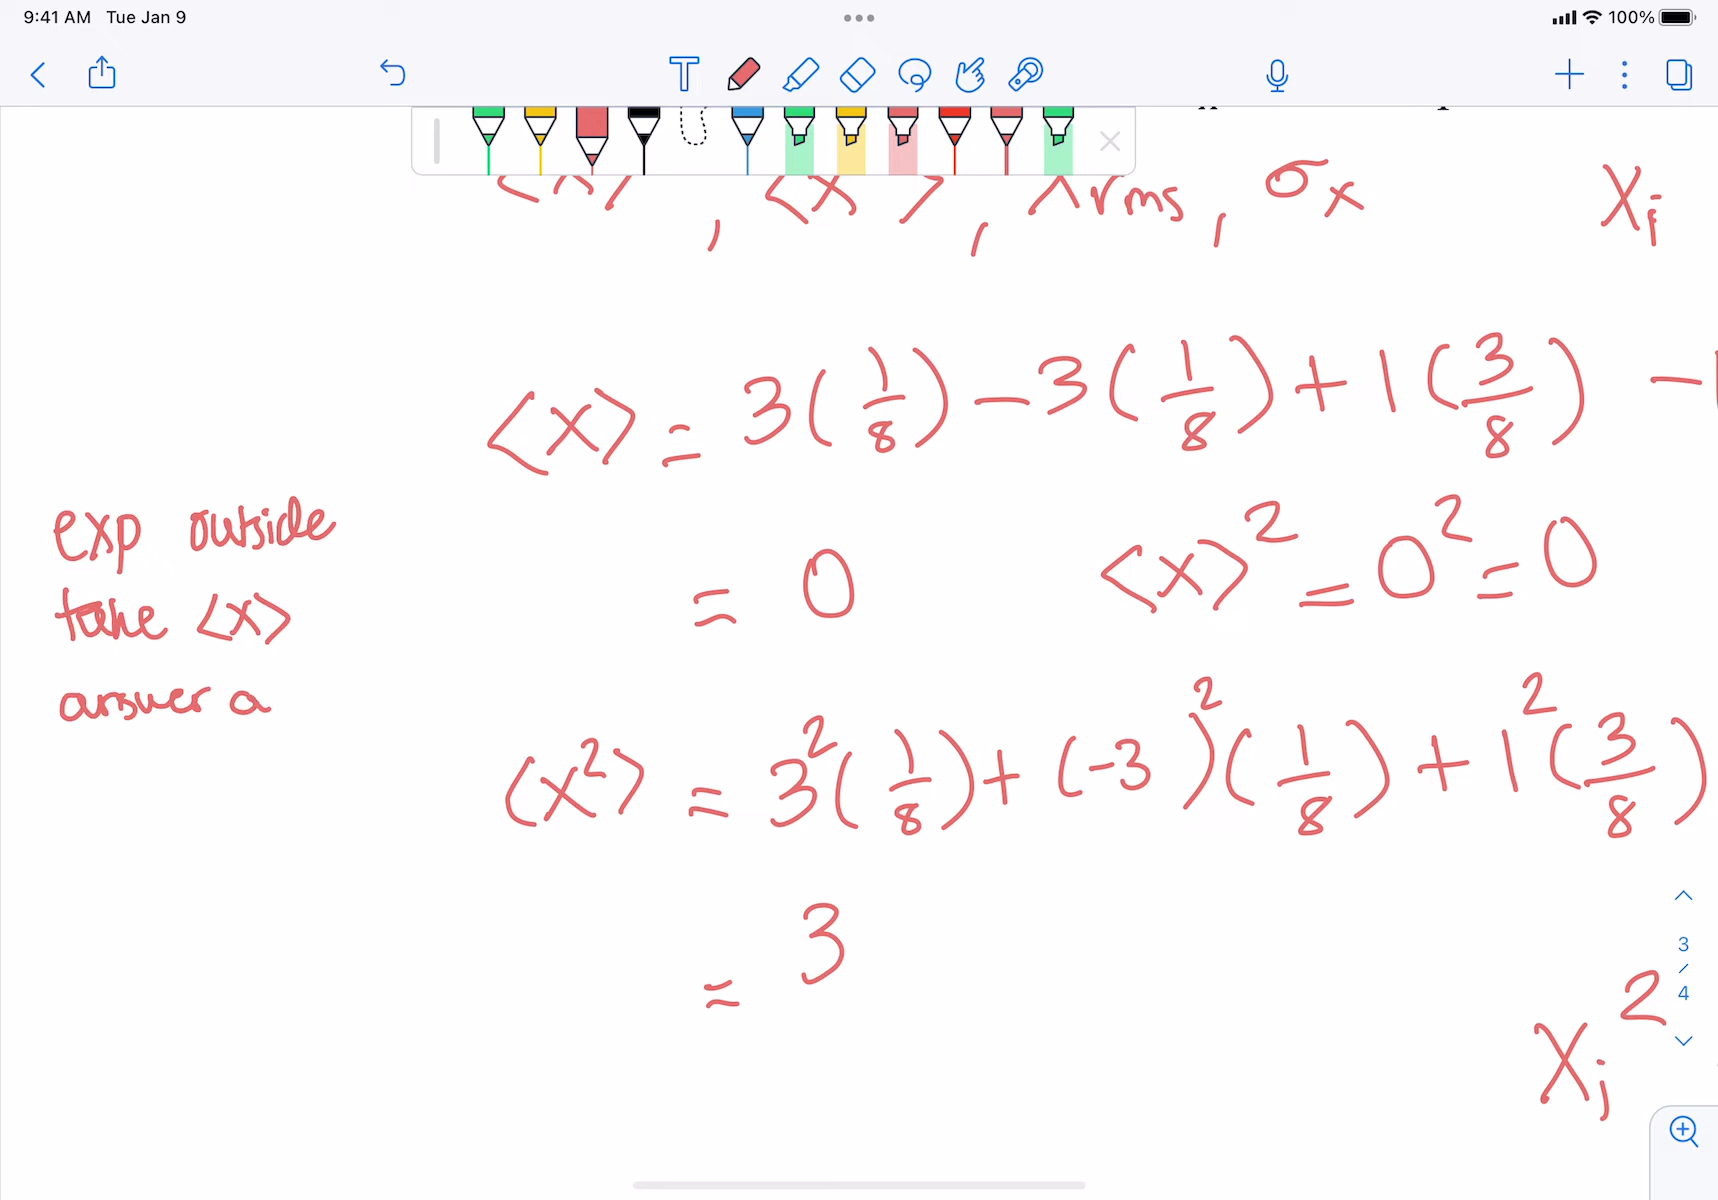 9:41 AM Tue Jan 9
100%
, , , σx Xi
⟨x⟩ = 3(1/8) - 3(1/8) + 1(3/8) -
exp outside
take ⟨x⟩
answer a
= 0
⟨x⟩² = 0² = 0
⟨x²⟩ = 3²(1/8) + (-3)²(1/8) + 1²(3/8)
= 3
3
/
4
Xj²